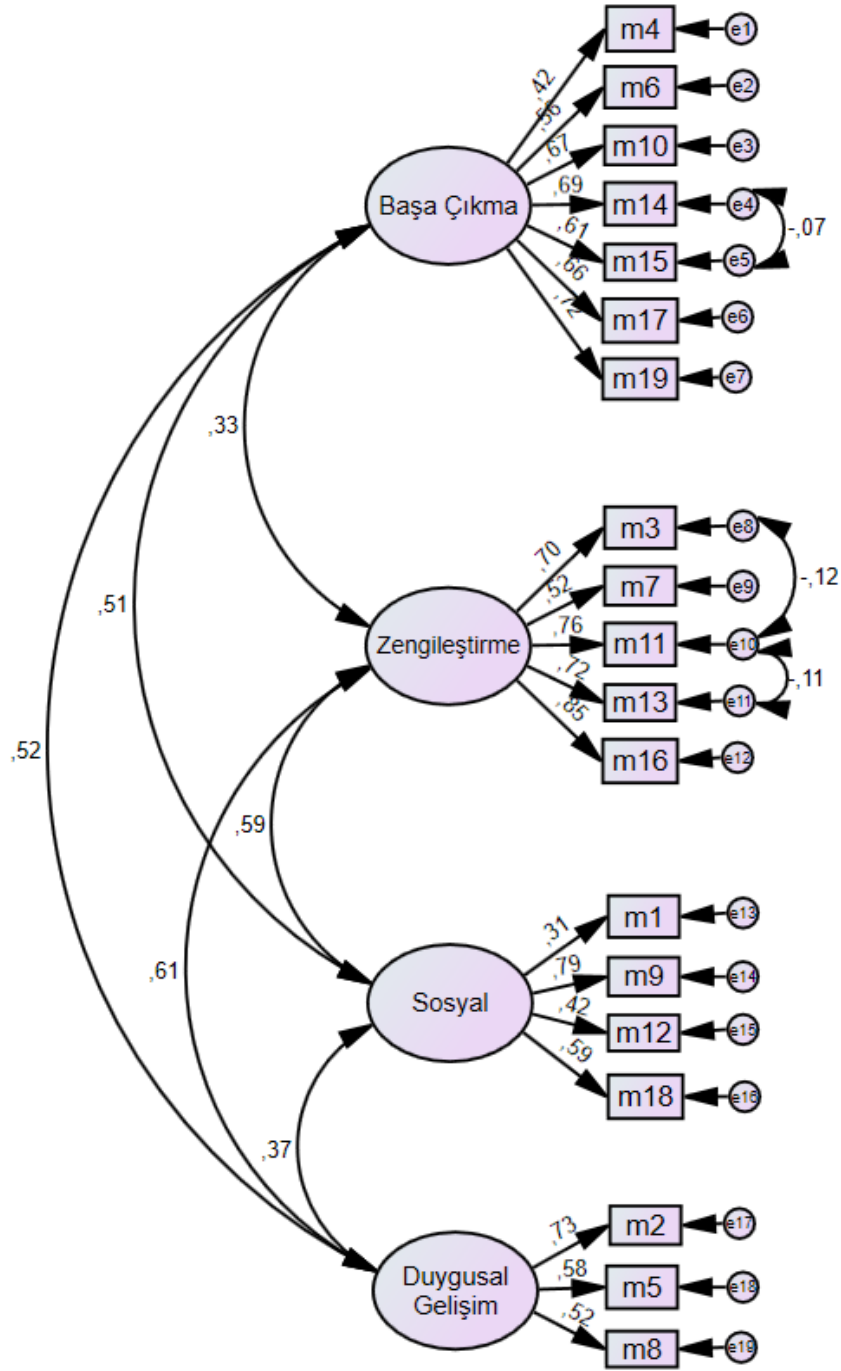 m4
e1
,42
m6
e2
,56
m10
e3
,67
Başa Çıkma
,69
m14
e4
-,07
,61
m15
e5
,66
m17
e6
,72
m19
e7
,33
m3
e8
,70
m7
e9
,52
-,12
,51
Zengileştirme
,76
m11
e10
,72
m13
e11
-,11
,85
m16
e12
,52
,59
m1
e13
,31
,61
,79
m9
e14
Sosyal
,42
m12
e15
,59
m18
e16
,37
m2
e17
,73
Duygusal
Gelişim
,58
m5
e18
,52
m8
e19